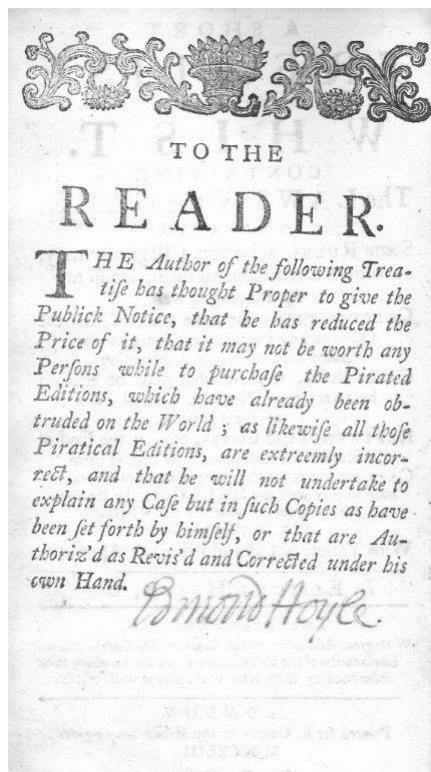 TO THE
READER.
THE Author of the following Trea-
tiſe has thought Proper to give the
Publick Notice, that he has reduced the
Price of it, that it may not be worth any
Perſons while to purchaſe the Pirated
Editions, which have already been ob-
truded on the World ; as likewiſe all thoſe
Piratical Editions, are extreemly incor-
rect, and that he will not undertake to
explain any Caſe but in ſuch Copies as have
been ſet forth by himſelf, or that are Au-
thoriz'd as Revis'd and Corrected under his
own Hand.
Edmond Hoyle.